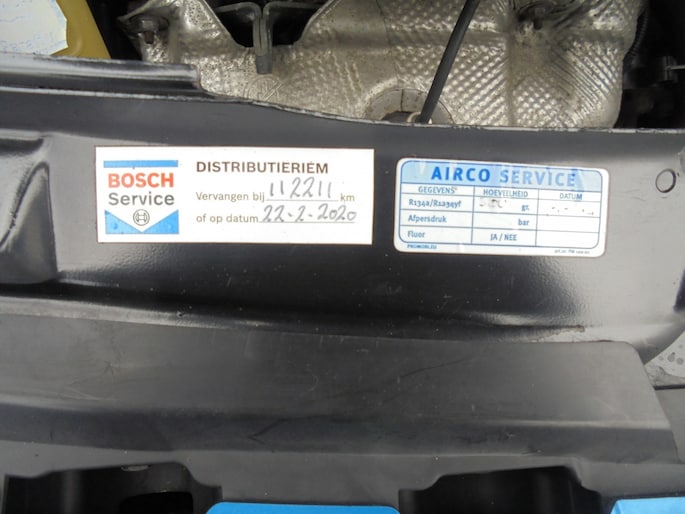 BOSCH
Service
DISTRIBUTIERIEM
Vervangen bij 112211 km
of op datum 22-2-2020
AIRCO SERVICE
GEGEVENS HOEVEELHEID DATUM
R134a/R1234yf gr.
Afpersdruk bar
Fluor JA / NEE